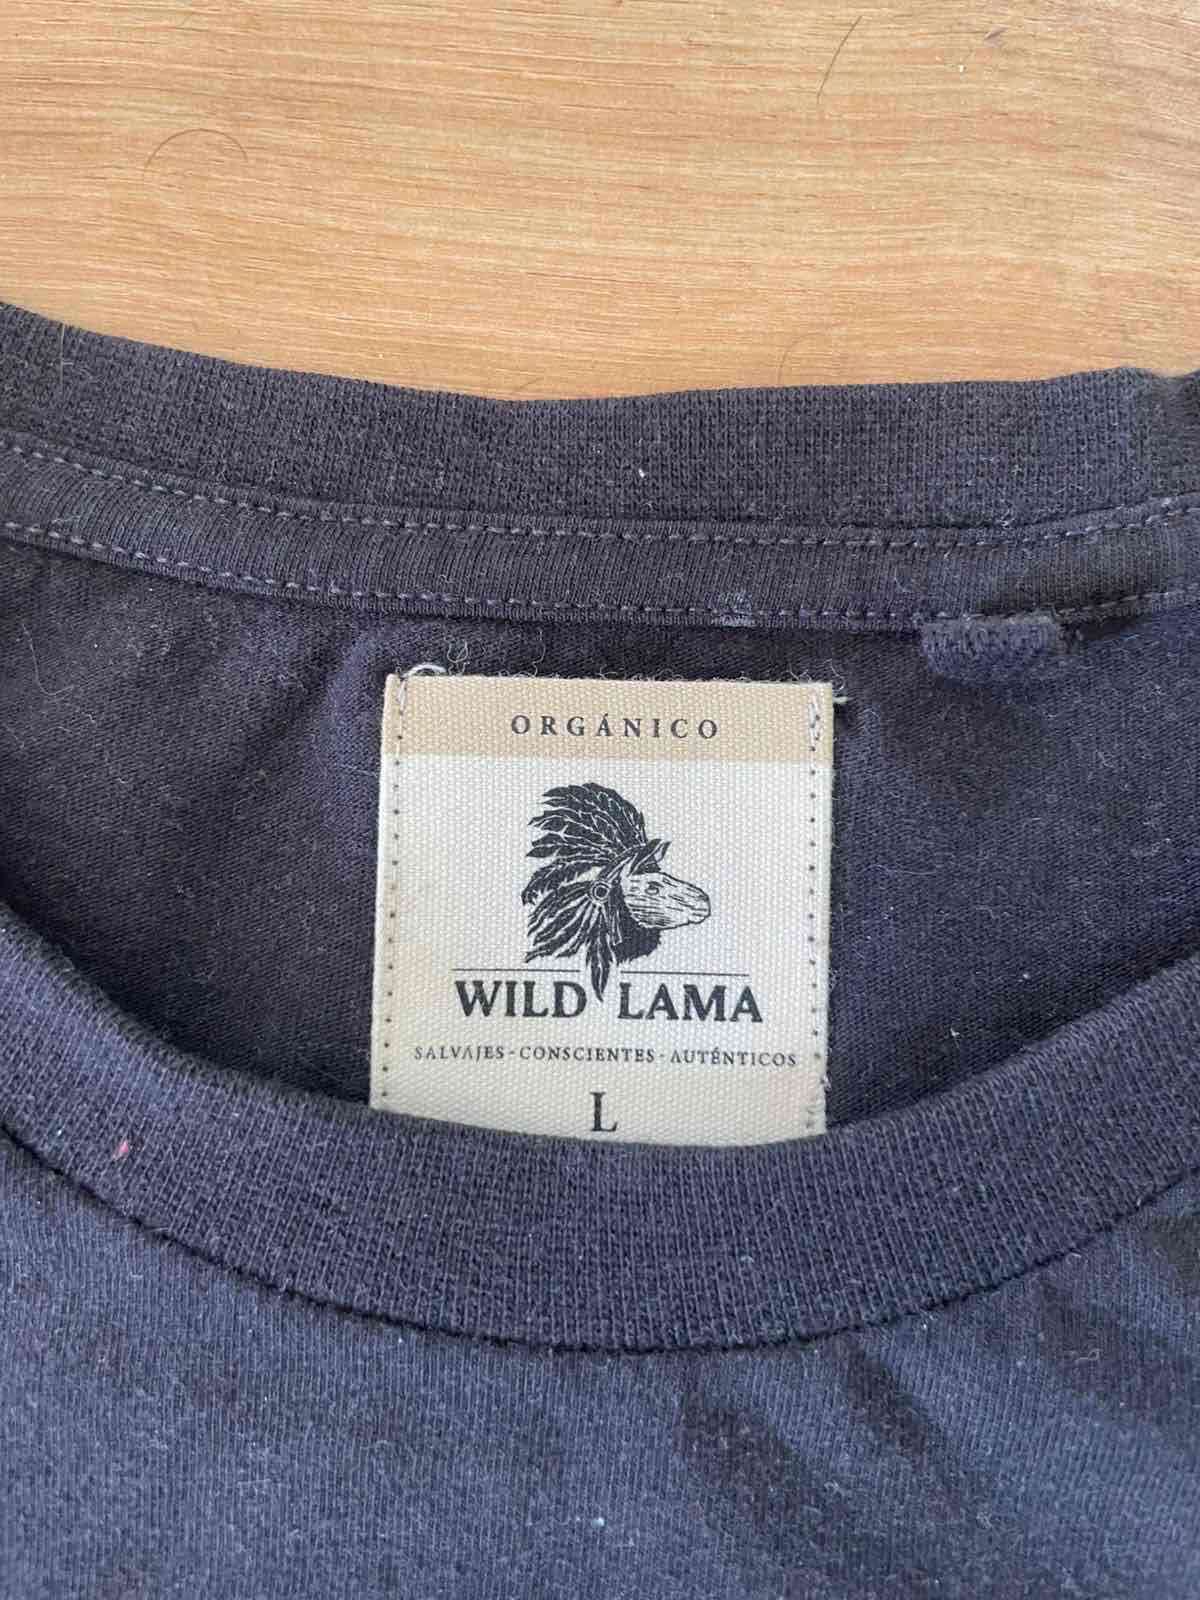 ORGÁNICO
WILD LAMA
SALVAJES - CONSCIENTES - AUTÉNTICOS
L